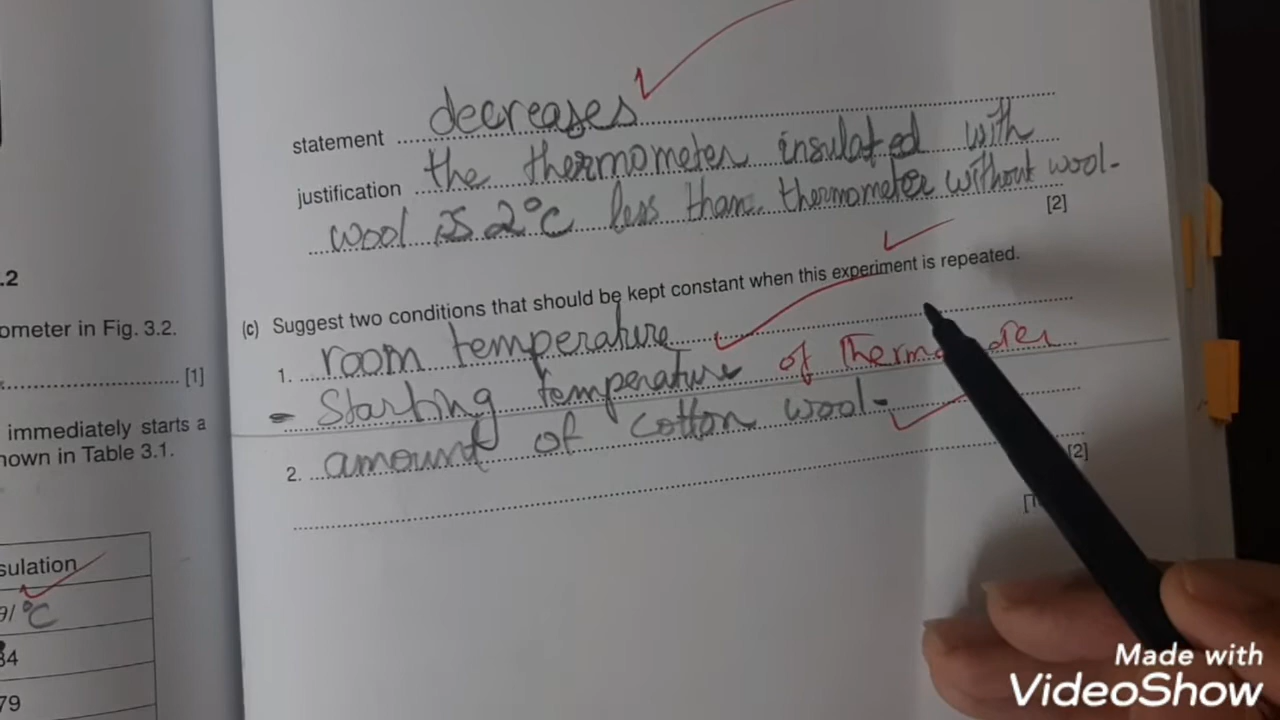 decreases
statement
the thermometer insulated with
justification
wool is 2°C less than thermometer without wool.
[2]
.2
(c) Suggest two conditions that should be kept constant when this experiment is repeated.
ometer in Fig. 3.2.
room temperature
1.
[1]
- Starting temperature of
immediately starts a
amount of cotton wool.
nown in Table 3.1.
2.
[2]
sulation
/ °C
84
79
Made with
VideoShow